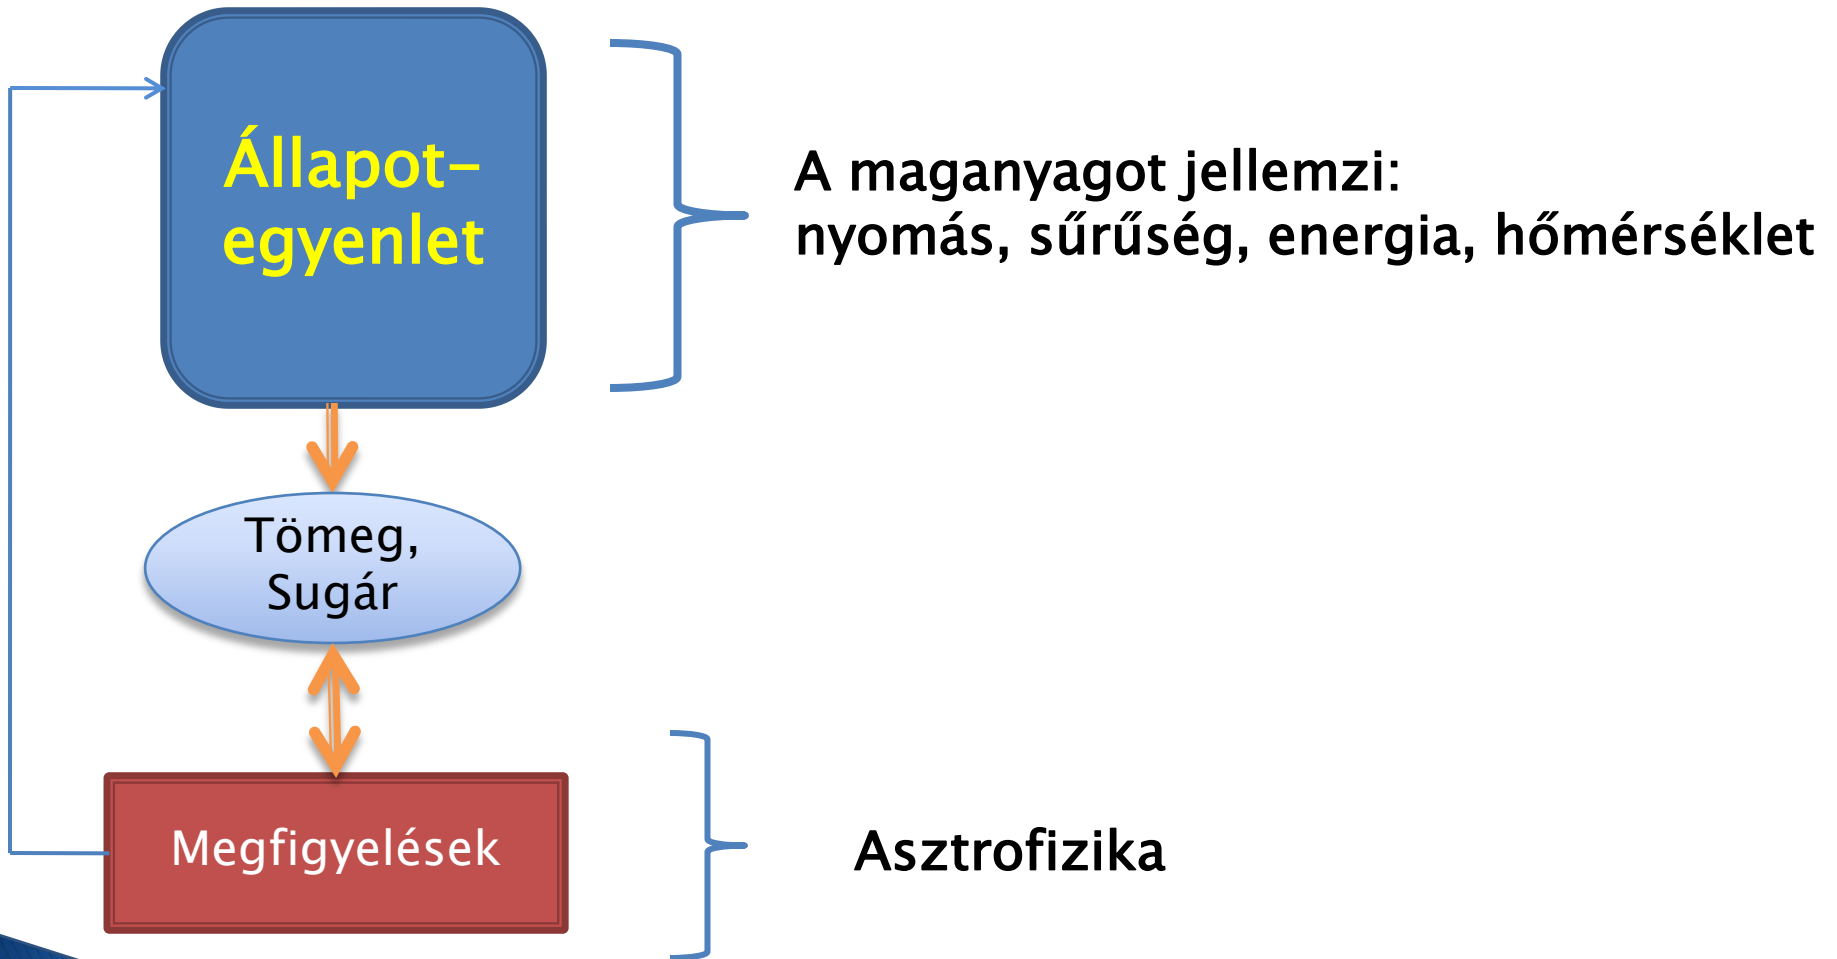 Állapot-
egyenlet
A maganyagot jellemzi:
nyomás, sűrűség, energia, hőmérséklet
Tömeg,
Sugár
Megfigyelések
Asztrofizika